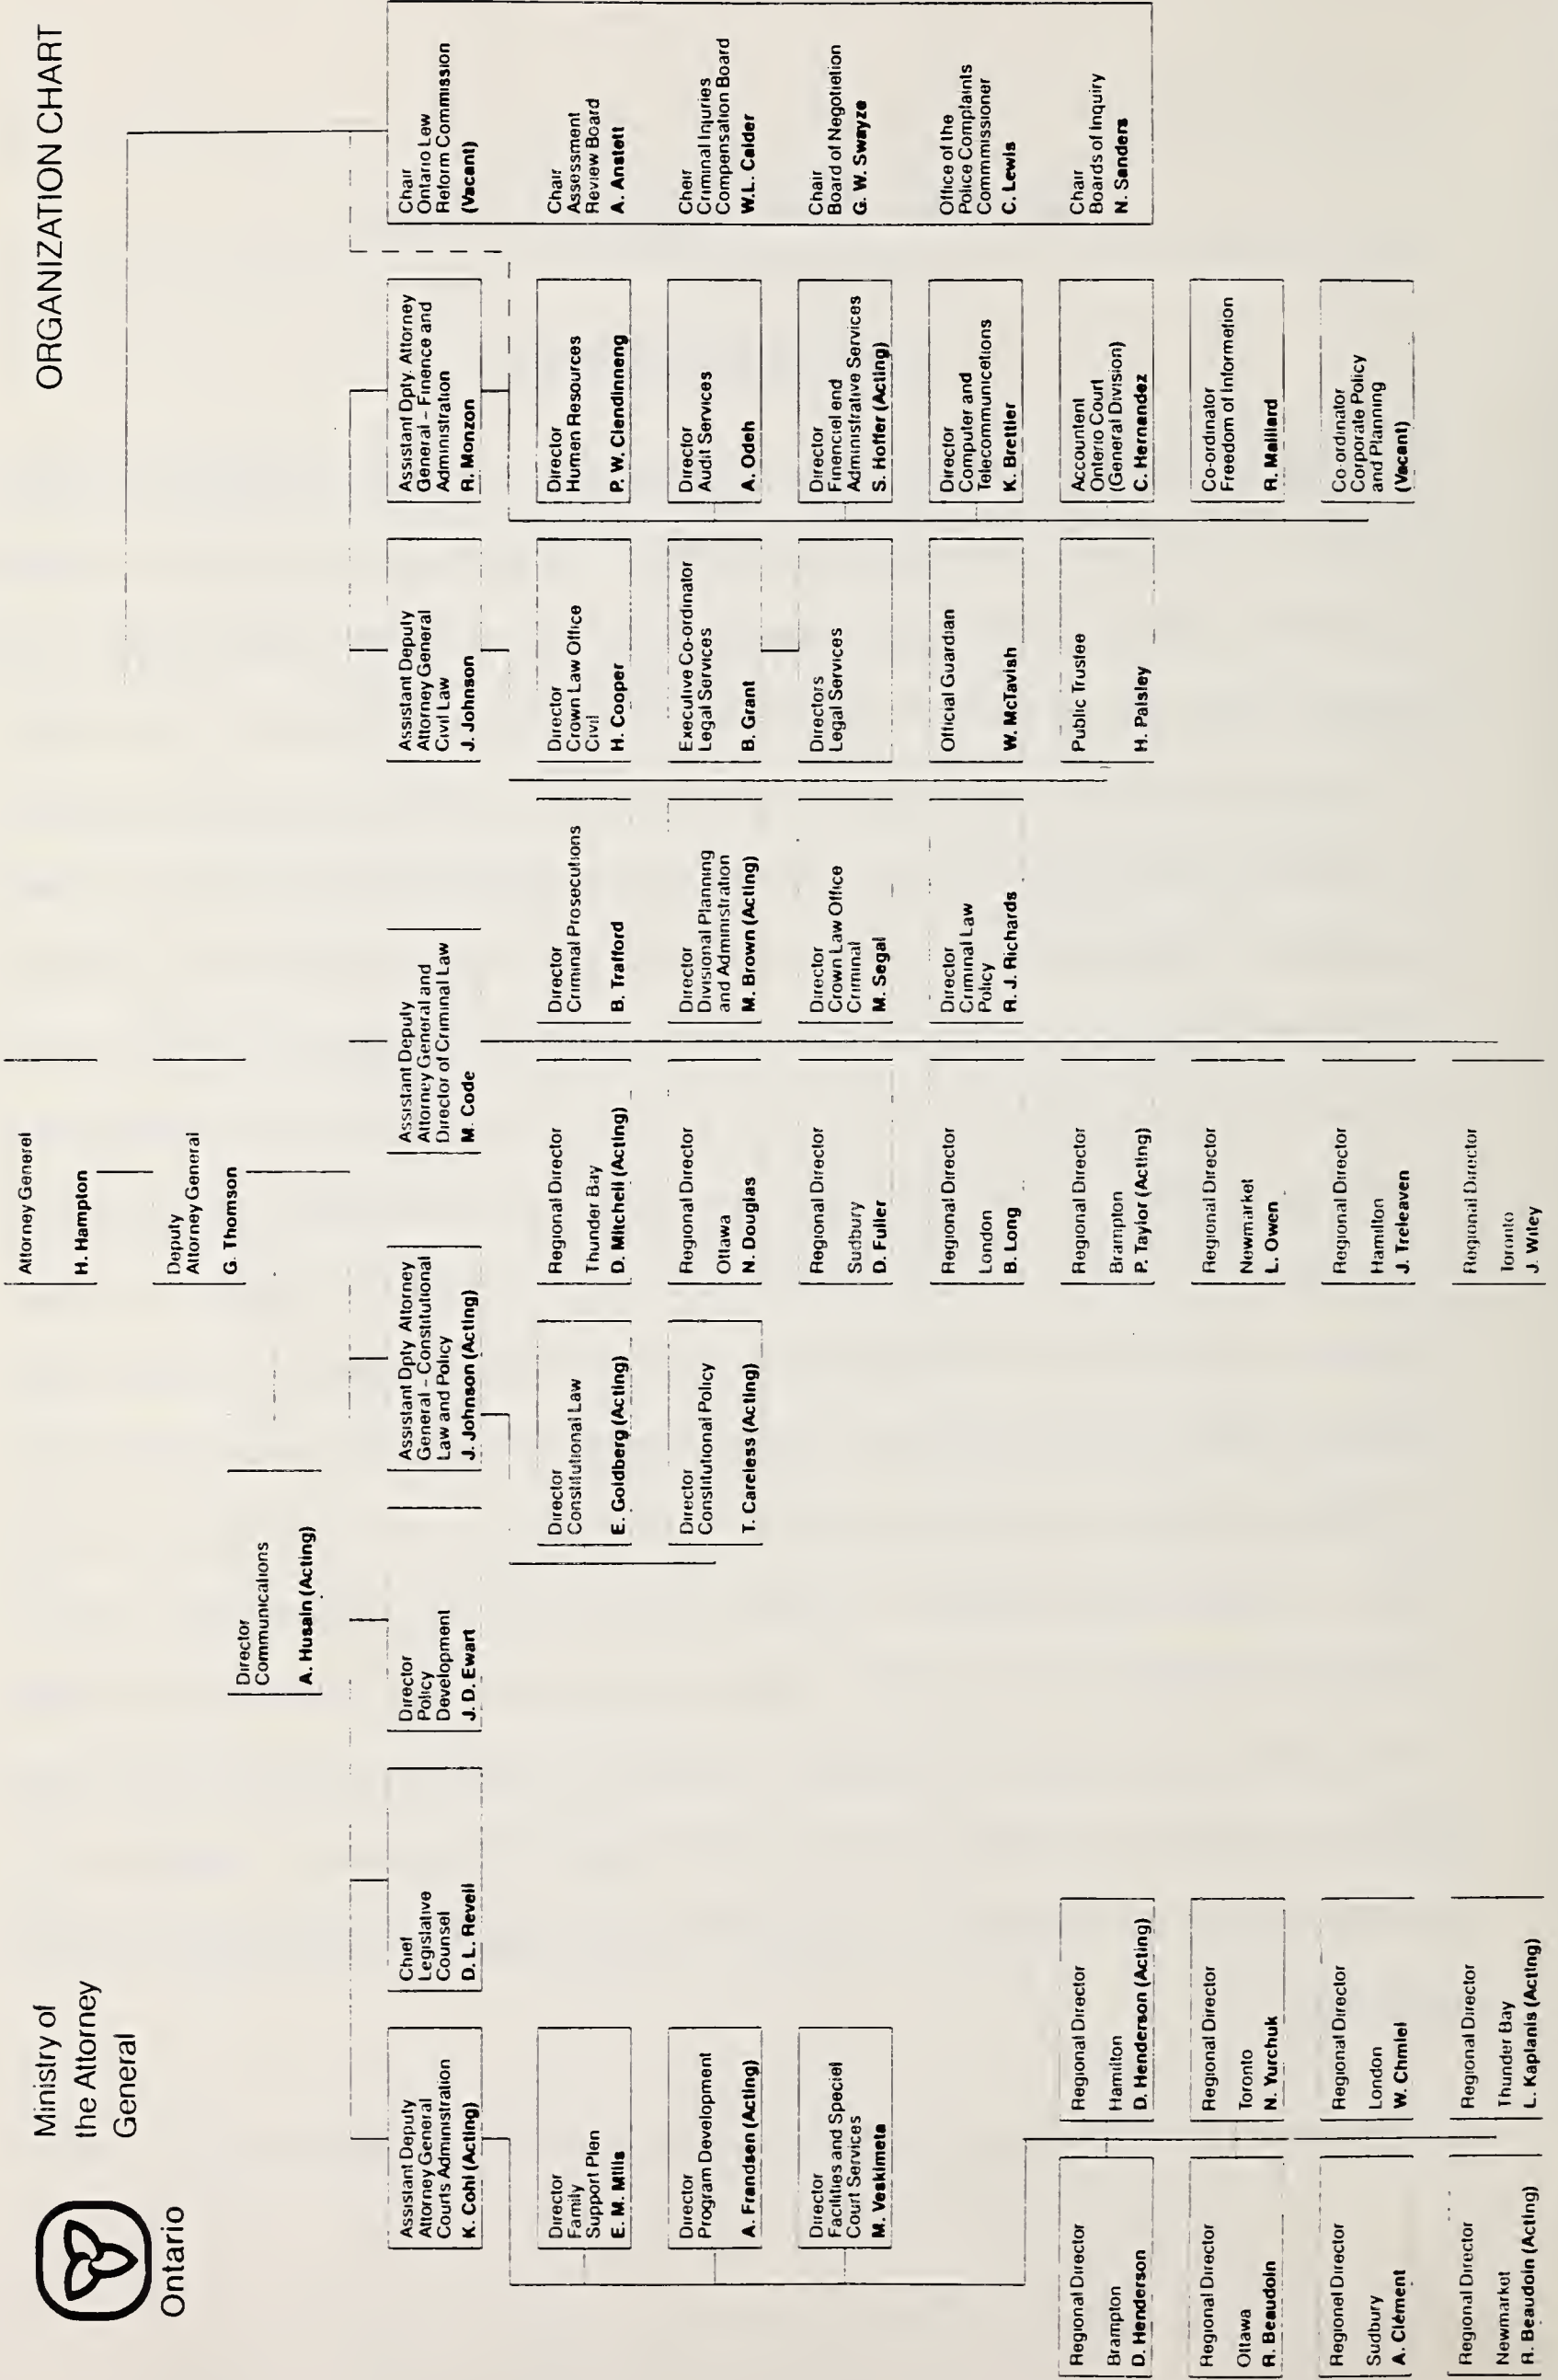 Ontario
Ministry of
the Attorney
General
ORGANIZATION CHART
Attorney General
H. Hampton
Deputy
Attorney General
G. Thomson
Director
Communications
A. Husain (Acting)
Assistant Deputy
Attorney General
Courts Administration
K. Cohl (Acting)
Chief
Legislative
Counsel
D. L. Revell
Director
Policy
Development
J. D. Ewart
Assistant Dpty Attorney
General – Constitutional
Law and Policy
J. Johnson (Acting)
Assistant Deputy
Attorney General and
Director of Criminal Law
M. Code
Assistant Deputy
Attorney General
Civil Law
J. Johnson
Assistant Dpty. Attorney
General – Finance and
Administration
R. Monzon
Chair
Ontario Law
Reform Commission
(Vacant)
Chair
Assessment
Review Board
A. Anstett
Chair
Criminal Injuries
Compensation Board
W.L. Calder
Chair
Board of Negotiation
G. W. Swayze
Office of the
Police Complaints
Commissioner
C. Lewis
Chair
Boards of Inquiry
N. Sanders
Director
Family
Support Plan
E. M. Mills
Director
Program Development
A. Frandsen (Acting)
Director
Facilities and Special
Court Services
M. Veskimets
Regional Director
Brampton
D. Henderson
Regional Director
Hamilton
D. Henderson (Acting)
Regional Director
Ottawa
R. Beaudoin
Regional Director
Toronto
N. Yurchuk
Regional Director
Sudbury
A. Clément
Regional Director
London
W. Chmiel
Regional Director
Newmarket
R. Beaudoin (Acting)
Regional Director
Thunder Bay
L. Kaplanis (Acting)
Director
Constitutional Law
E. Goldberg (Acting)
Director
Constitutional Policy
T. Careless (Acting)
Regional Director
Thunder Bay
D. Mitchell (Acting)
Regional Director
Ottawa
N. Douglas
Regional Director
Sudbury
D. Fuller
Regional Director
London
B. Long
Regional Director
Brampton
P. Taylor (Acting)
Regional Director
Newmarket
L. Owen
Regional Director
Hamilton
J. Treleaven
Regional Director
Toronto
J. Wiley
Director
Criminal Prosecutions
B. Trafford
Director
Divisional Planning
and Administration
M. Brown (Acting)
Director
Crown Law Office
Criminal
M. Segal
Director
Criminal Law
Policy
R. J. Richards
Director
Crown Law Office
Civil
H. Cooper
Executive Co-ordinator
Legal Services
B. Grant
Directors
Legal Services
Official Guardian
W. McTavish
Public Trustee
H. Paisley
Director
Human Resources
P. W. Clendinneng
Director
Audit Services
A. Odeh
Director
Financial and
Administrative Services
S. Hoffer (Acting)
Director
Computer and
Telecommunications
K. Brettler
Accountant
Ontario Court
(General Division)
C. Hernandez
Co-ordinator
Freedom of Information
R. Mailliard
Co-ordinator
Corporate Policy
and Planning
(Vacant)